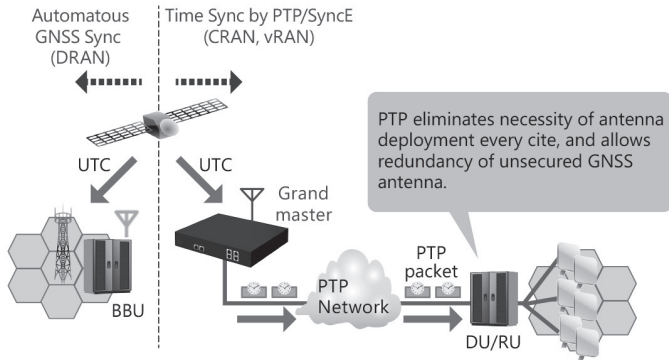 Automatous
GNSS Sync
(DRAN)
Time Sync by PTP/SyncE
(CRAN, vRAN)
PTP eliminates necessity of antenna
deployment every cite, and allows
redundancy of unsecured GNSS
antenna.
UTC
UTC
Grand
master
BBU
PTP
Network
PTP
packet
DU/RU